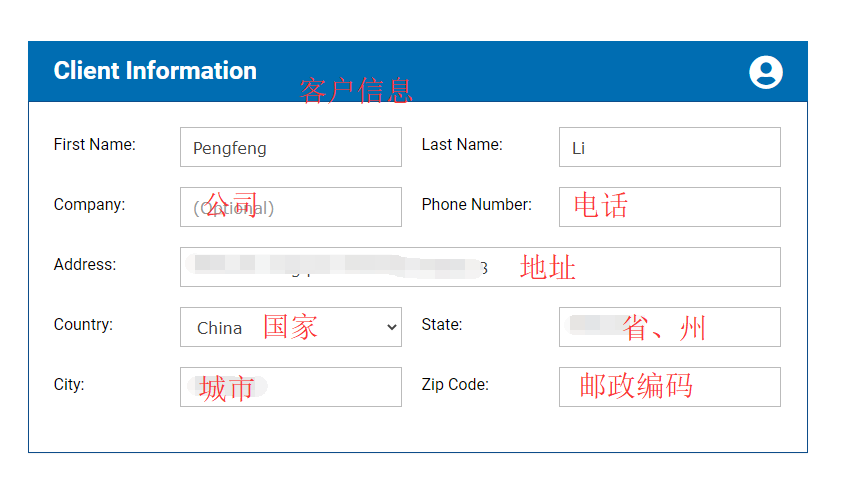 Client Information
客户信息
First Name: Pengfeng Last Name: Li
Company: (Optional) 公司 Phone Number: 电话
Address: 3 地址
Country: China 国家 State: 省、州
City: 城市 Zip Code: 邮政编码